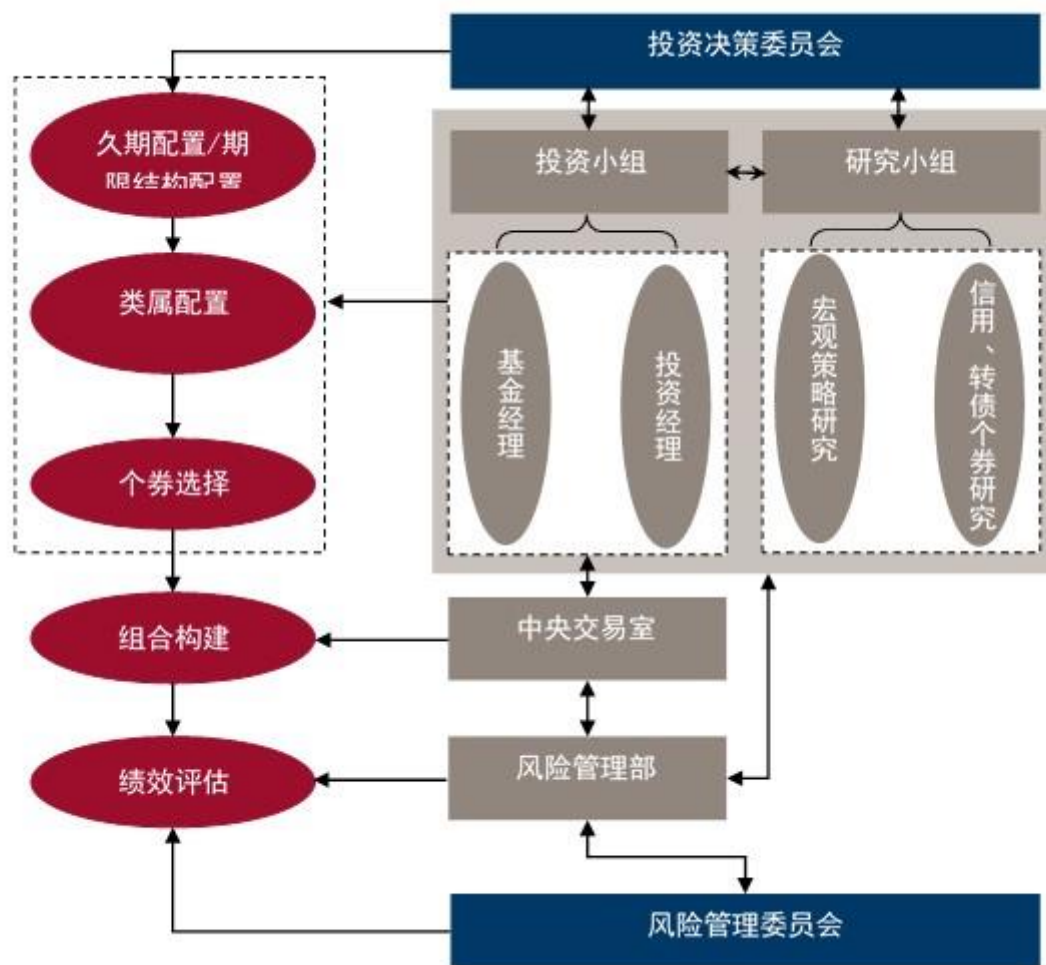 投资决策委员会
久期配置/期
限结构配置
投资小组
研究小组
类属配置
基金经理
投资经理
宏观策略研究
信用、转债个券研究
个券选择
组合构建
中央交易室
绩效评估
风险管理部
风险管理委员会